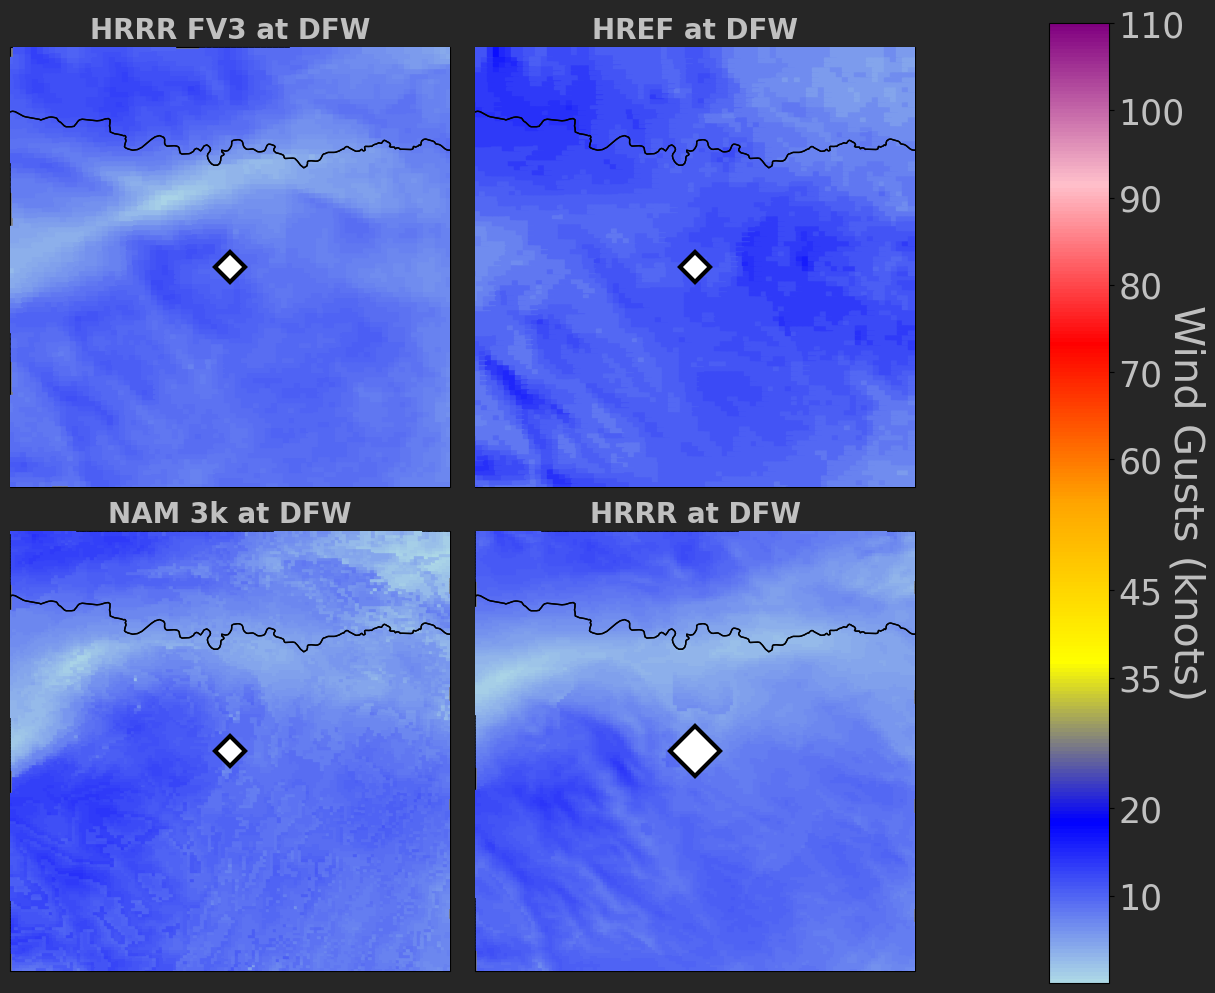 HRRR FV3 at DFW
HREF at DFW
NAM 3k at DFW
HRRR at DFW
110
100
90
80
70
60
45
35
20
10
Wind Gusts (knots)